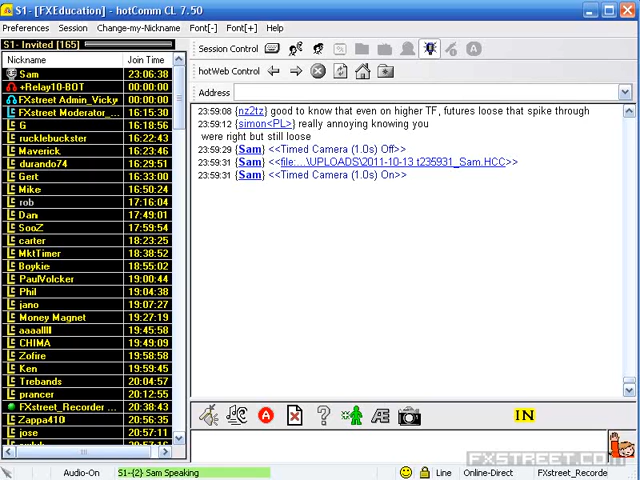 S1- [FXEducation] - hotComm CL 7.50
Preferences Session Change-my-Nickname Font[-] Font[+] Help
S1- Invited [165]
Nickname Join Time
Sam 23:06:38
+Relay10-BOT 00:00:00
FXstreet Admin_Vicky 00:00:00
FXstreet Moderator_... 16:15:30
G 16:18:56
rucklebuckster 16:22:43
Maverick 16:23:46
durando74 16:29:51
Gert 16:33:00
Mike 16:50:24
rob 17:16:04
Dan 17:49:01
SooZ 17:59:54
carter 18:23:25
MktTimer 18:38:52
Boykie 18:55:02
PaulVolcker 19:00:44
Phil 19:04:38
jano 19:07:27
Money Magnet 19:27:19
aaaallll 19:45:58
CHIMA 19:49:09
Zofire 19:58:58
Ken 19:59:45
Trebands 20:04:57
prancer 20:12:55
FXstreet_Recorder ... 20:38:43
Zappa410 20:56:35
jose 20:57:11
Session Control
hotWeb Control
Address
23:59:08 {nz2tz} good to know that even on higher TF, futures loose that spike through
23:59:12 {simon<PL>} really annoying knowing you
were right but still loose
23:59:29 {Sam} <<Timed Camera (1.0s) Off>>
23:59:31 {Sam} <<file:...\UPLOADS\2011-10-13 t235931_Sam.HCC>>
23:59:31 {Sam} <<Timed Camera (1.0s) On>>
IN
FXSTREET.COM
Audio-On S1-{2} Sam Speaking Line Online-Direct FXstreet_Recorde